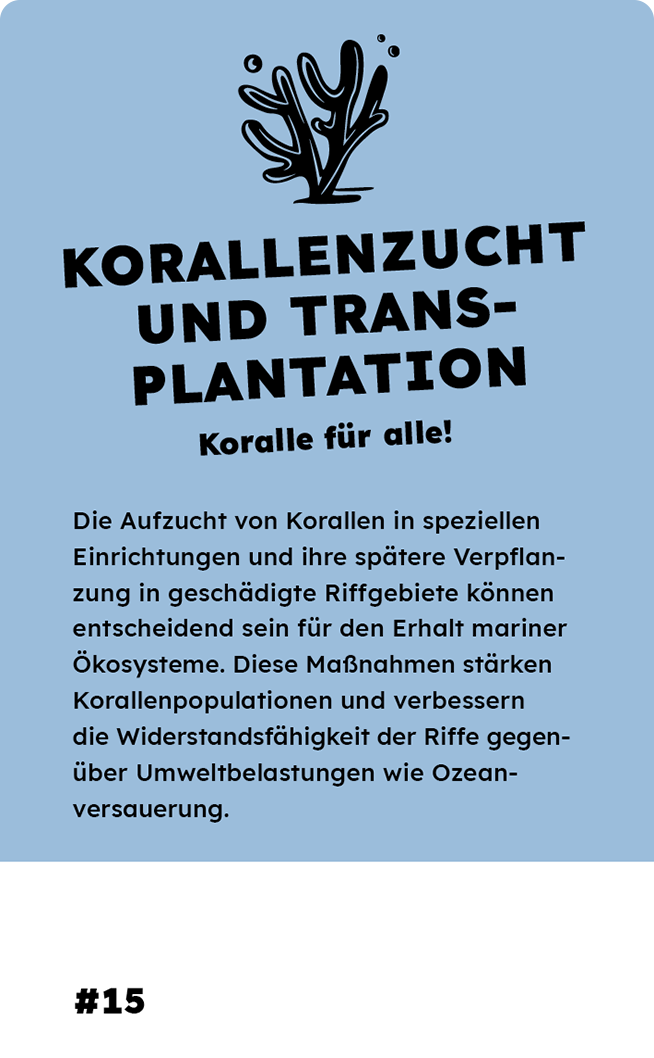 KORALLENZUCHT
UND TRANS-
PLANTATION
Koralle für alle!
Die Aufzucht von Korallen in speziellen
Einrichtungen und ihre spätere Verpflan-
zung in geschädigte Riffgebiete können
entscheidend sein für den Erhalt mariner
Ökosysteme. Diese Maßnahmen stärken
Korallenpopulationen und verbessern
die Widerstandsfähigkeit der Riffe gegen-
über Umweltbelastungen wie Ozean-
versauerung.
#15